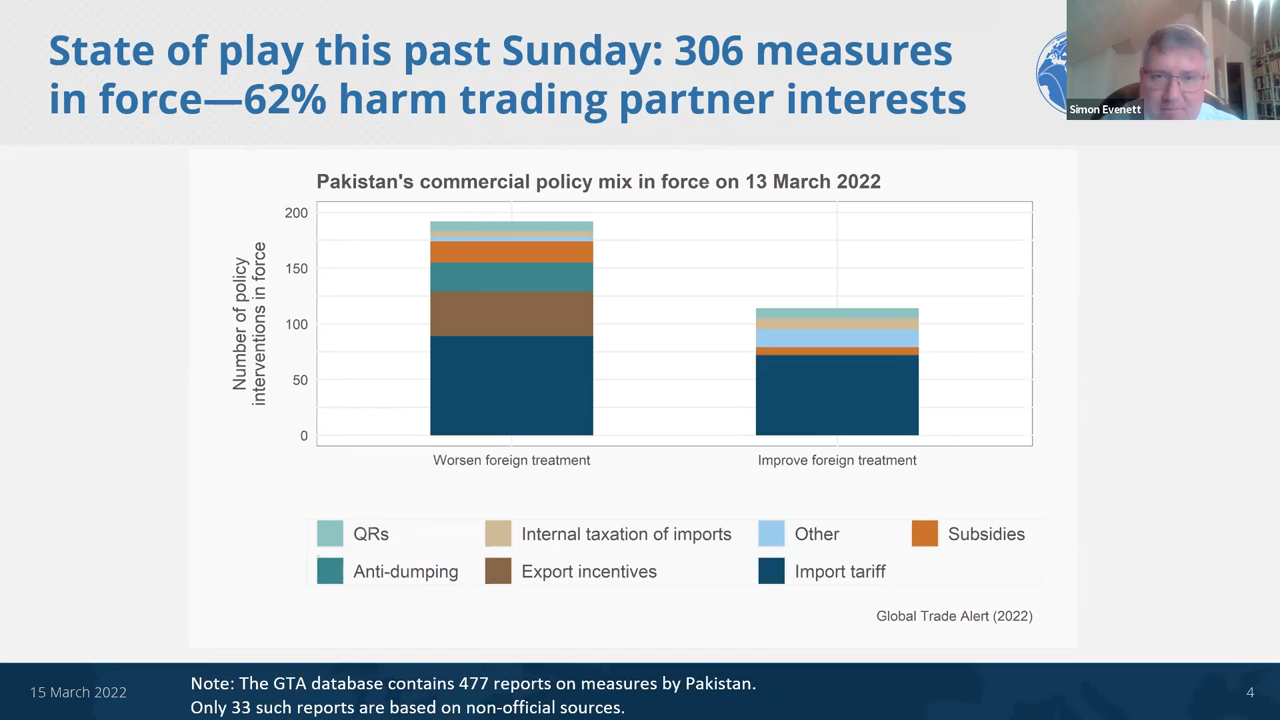 State of play this past Sunday: 306 measures
in force—62% harm trading partner interests
Simon Evenett
Pakistan's commercial policy mix in force on 13 March 2022
Number of policy
interventions in force
200
150
100
50
0
Worsen foreign treatment
Improve foreign treatment
QRs
Internal taxation of imports
Other
Subsidies
Anti-dumping
Export incentives
Import tariff
Global Trade Alert (2022)
15 March 2022
Note: The GTA database contains 477 reports on measures by Pakistan.
Only 33 such reports are based on non-official sources.
4